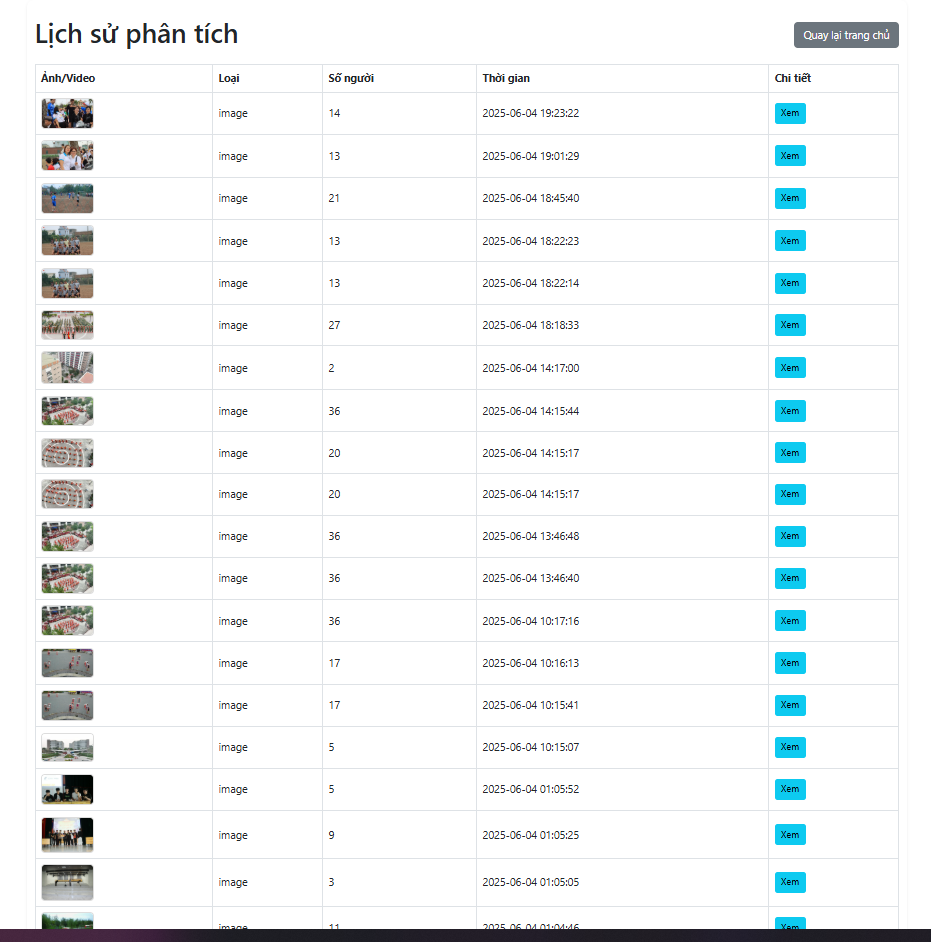 Lịch sử phân tích
Quay lại trang chủ
Ảnh/Video Loại Số người Thời gian Chi tiết
image 14 2025-06-04 19:23:22 Xem
image 13 2025-06-04 19:01:29 Xem
image 21 2025-06-04 18:45:40 Xem
image 13 2025-06-04 18:22:23 Xem
image 13 2025-06-04 18:22:14 Xem
image 27 2025-06-04 18:18:33 Xem
image 2 2025-06-04 14:17:00 Xem
image 36 2025-06-04 14:15:44 Xem
image 20 2025-06-04 14:15:17 Xem
image 20 2025-06-04 14:15:17 Xem
image 36 2025-06-04 13:46:48 Xem
image 36 2025-06-04 13:46:40 Xem
image 36 2025-06-04 10:17:16 Xem
image 17 2025-06-04 10:16:13 Xem
image 17 2025-06-04 10:15:41 Xem
image 5 2025-06-04 10:15:07 Xem
image 5 2025-06-04 01:05:52 Xem
image 9 2025-06-04 01:05:25 Xem
image 3 2025-06-04 01:05:05 Xem
image 11 2025-06-04 01:04:46 Xem